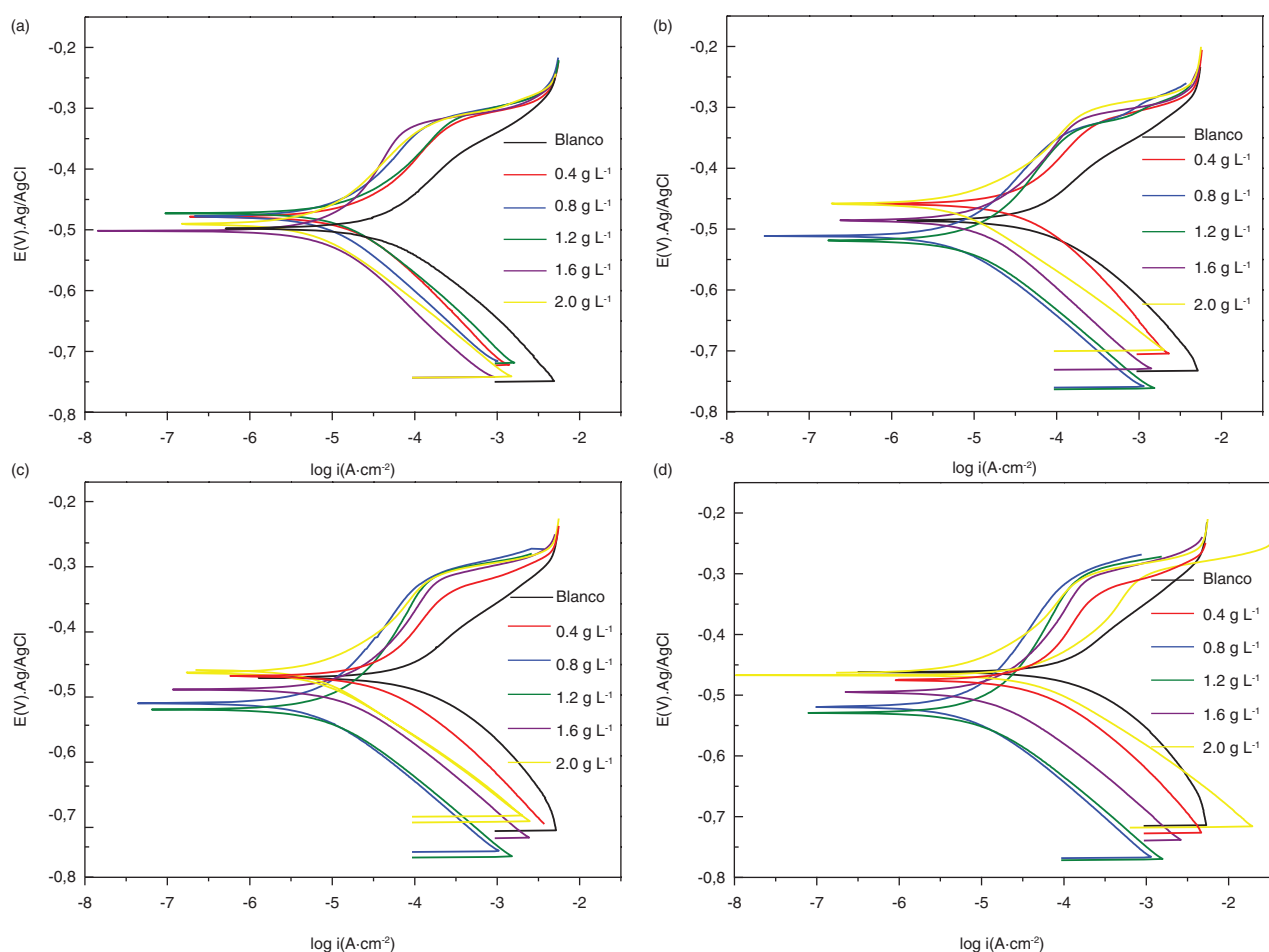 (a)
-0,2
-0,3
-0,4
-0,5
-0,6
-0,7
-0,8
E(V).Ag/AgCl
Blanco
0.4 g L⁻¹
0.8 g L⁻¹
1.2 g L⁻¹
1.6 g L⁻¹
2.0 g L⁻¹
-8 -7 -6 -5 -4 -3 -2
log i(A·cm⁻²)
(b)
-0,2
-0,3
-0,4
-0,5
-0,6
-0,7
-0,8
E(V).Ag/AgCl
Blanco
0.4 g L⁻¹
0.8 g L⁻¹
1.2 g L⁻¹
1.6 g L⁻¹
2.0 g L⁻¹
-8 -7 -6 -5 -4 -3 -2
log i(A·cm⁻²)
(c)
-0,2
-0,3
-0,4
-0,5
-0,6
-0,7
-0,8
E(V).Ag/AgCl
Blanco
0.4 g L⁻¹
0.8 g L⁻¹
1.2 g L⁻¹
1.6 g L⁻¹
2.0 g L⁻¹
-8 -7 -6 -5 -4 -3 -2
log i(A·cm⁻²)
(d)
-0,2
-0,3
-0,4
-0,5
-0,6
-0,7
-0,8
E(V).Ag/AgCl
Blanco
0.4 g L⁻¹
0.8 g L⁻¹
1.2 g L⁻¹
1.6 g L⁻¹
2.0 g L⁻¹
-8 -7 -6 -5 -4 -3 -2
log i(A·cm⁻²)